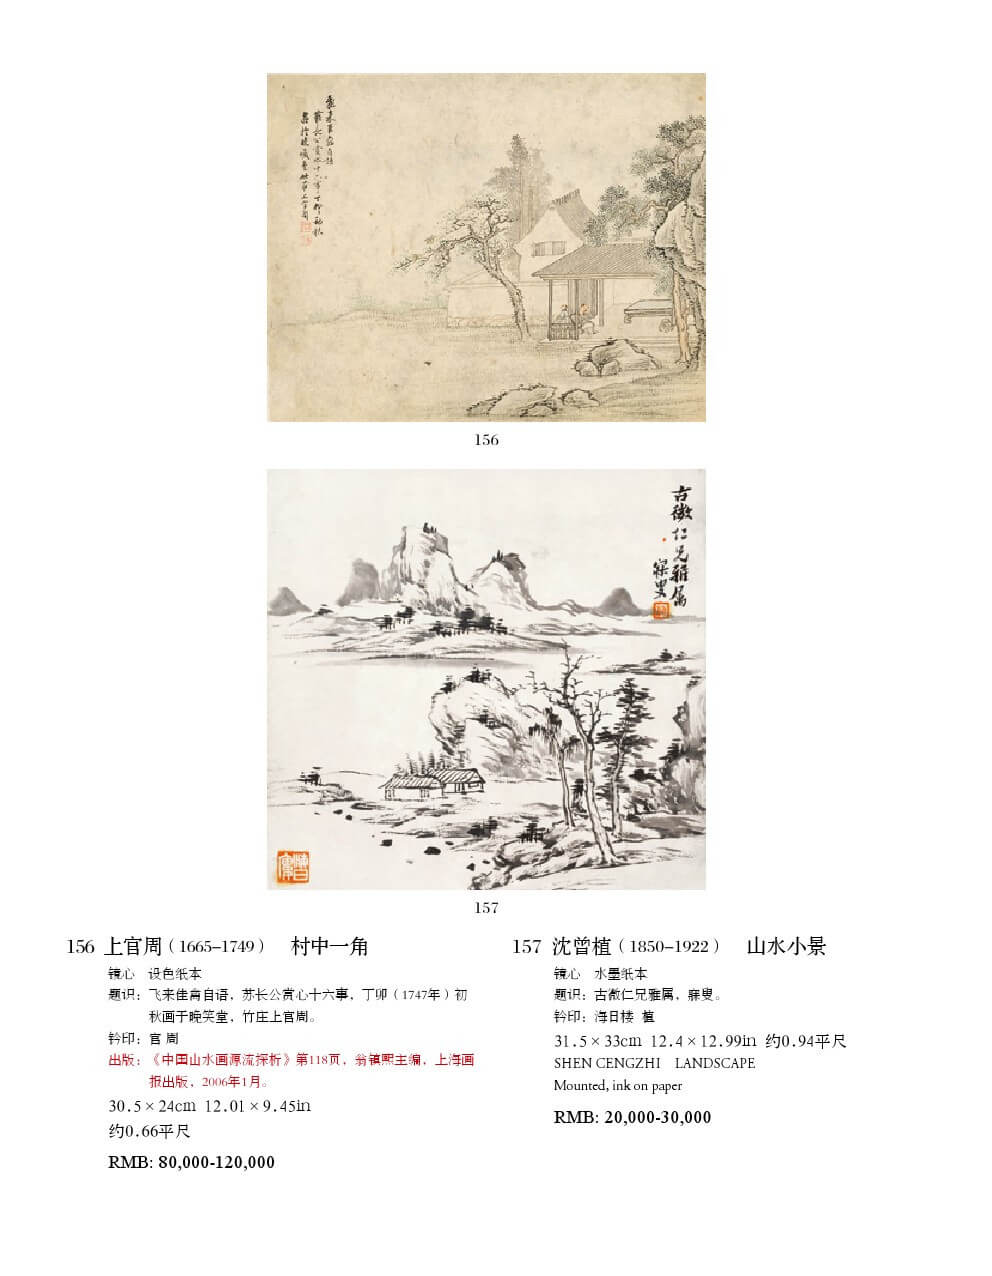 156
古微仁兄雅属
寐叟
157
156 上官周（1665–1749） 村中一角
镜心 设色纸本
题识：飞来佳禽自语，苏长公赏心十六事，丁卯（1747年）初
秋画于晚笑堂，竹庄上官周。
钤印：官 周
出版：《中国山水画源流探析》第118页，翁镇熙主编，上海画
报出版，2006年1月。
30.5×24cm 12.01×9.45in
约0.66平尺
RMB: 80,000-120,000
157 沈曾植（1850–1922） 山水小景
镜心 水墨纸本
题识：古微仁兄雅属，寐叟。
钤印：海日楼 植
31.5×33cm 12.4×12.99in 约0.94平尺
SHEN CENGZHI LANDSCAPE
Mounted, ink on paper
RMB: 20,000-30,000